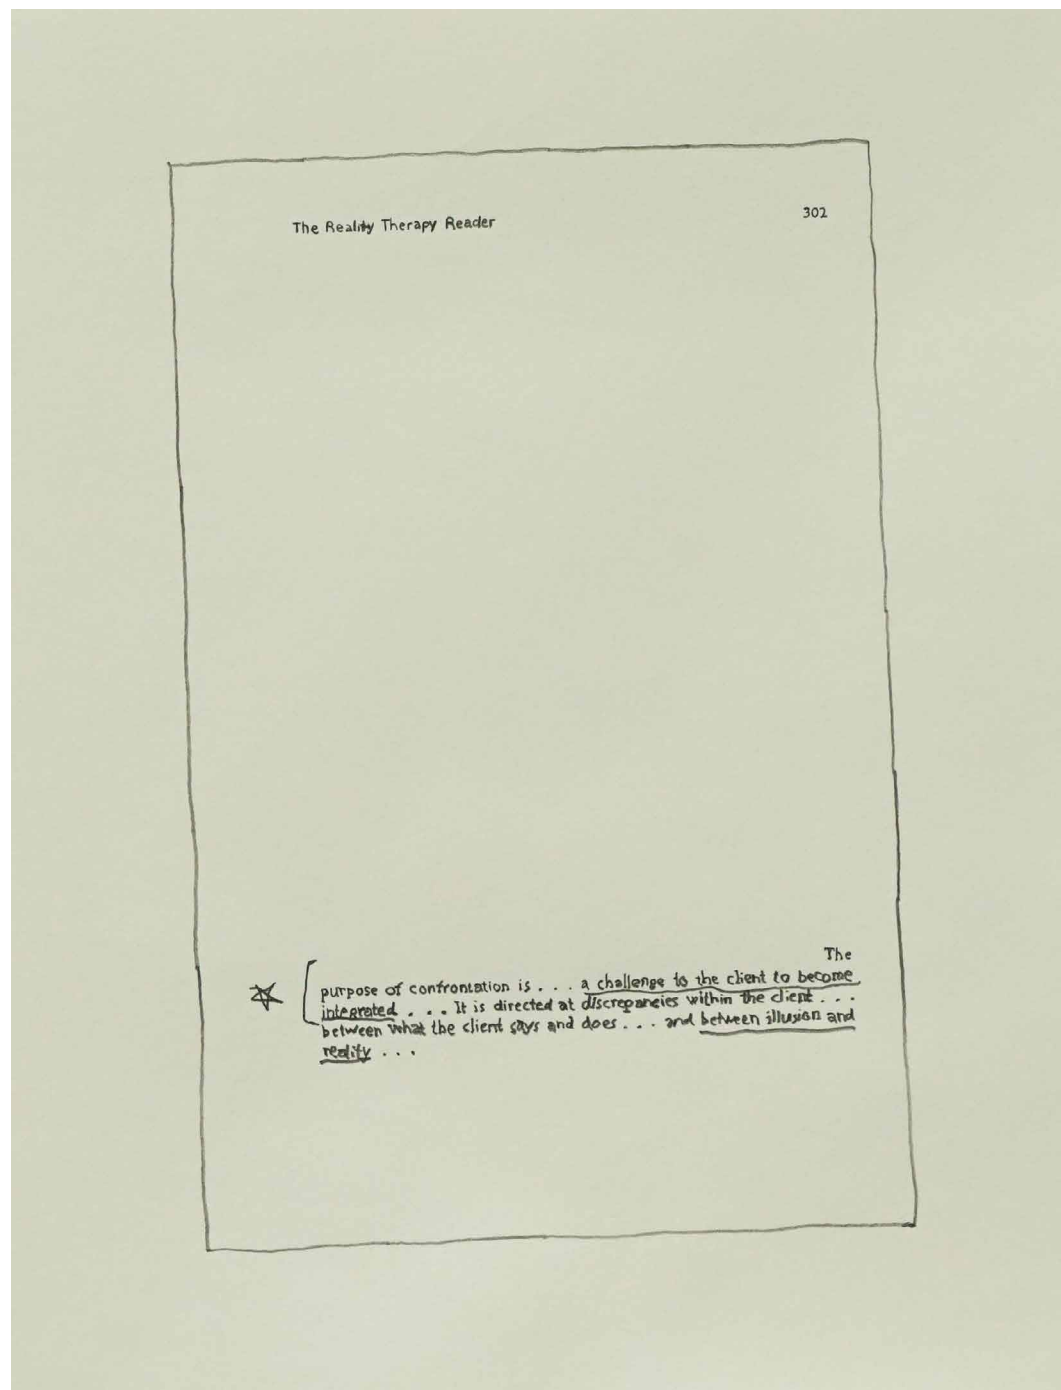 The Reality Therapy Reader 302
The
purpose of confrontation is . . . a challenge to the client to become
integrated . . . . It is directed at discrepancies within the client . . .
between what the client says and does . . . and between illusion and
reality . . .